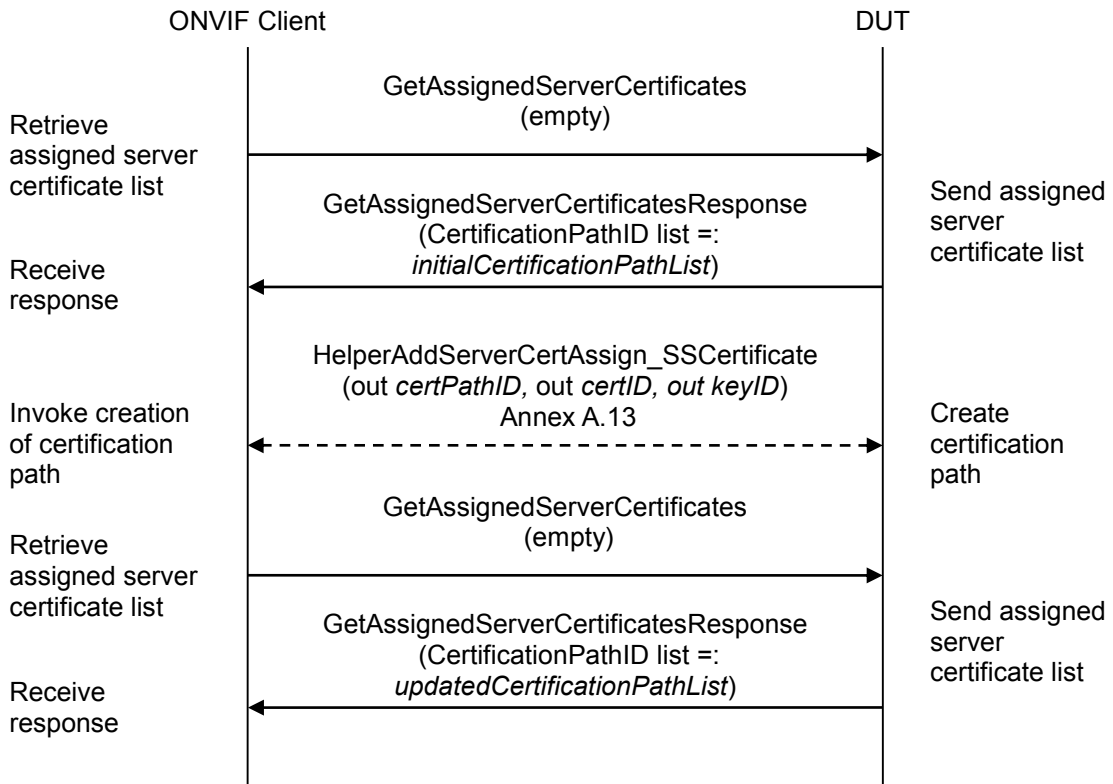 ONVIF Client
DUT
GetAssignedServerCertificates
(empty)
Retrieve
assigned server
certificate list
GetAssignedServerCertificatesResponse
(CertificationPathID list =:
initialCertificationPathList)
Send assigned
server
certificate list
Receive
response
HelperAddServerCertAssign_SSCertificate
(out certPathID, out certID, out keyID)
Annex A.13
Invoke creation
of certification
path
Create
certification
path
GetAssignedServerCertificates
(empty)
Retrieve
assigned server
certificate list
GetAssignedServerCertificatesResponse
(CertificationPathID list =:
updatedCertificationPathList)
Send assigned
server
certificate list
Receive
response